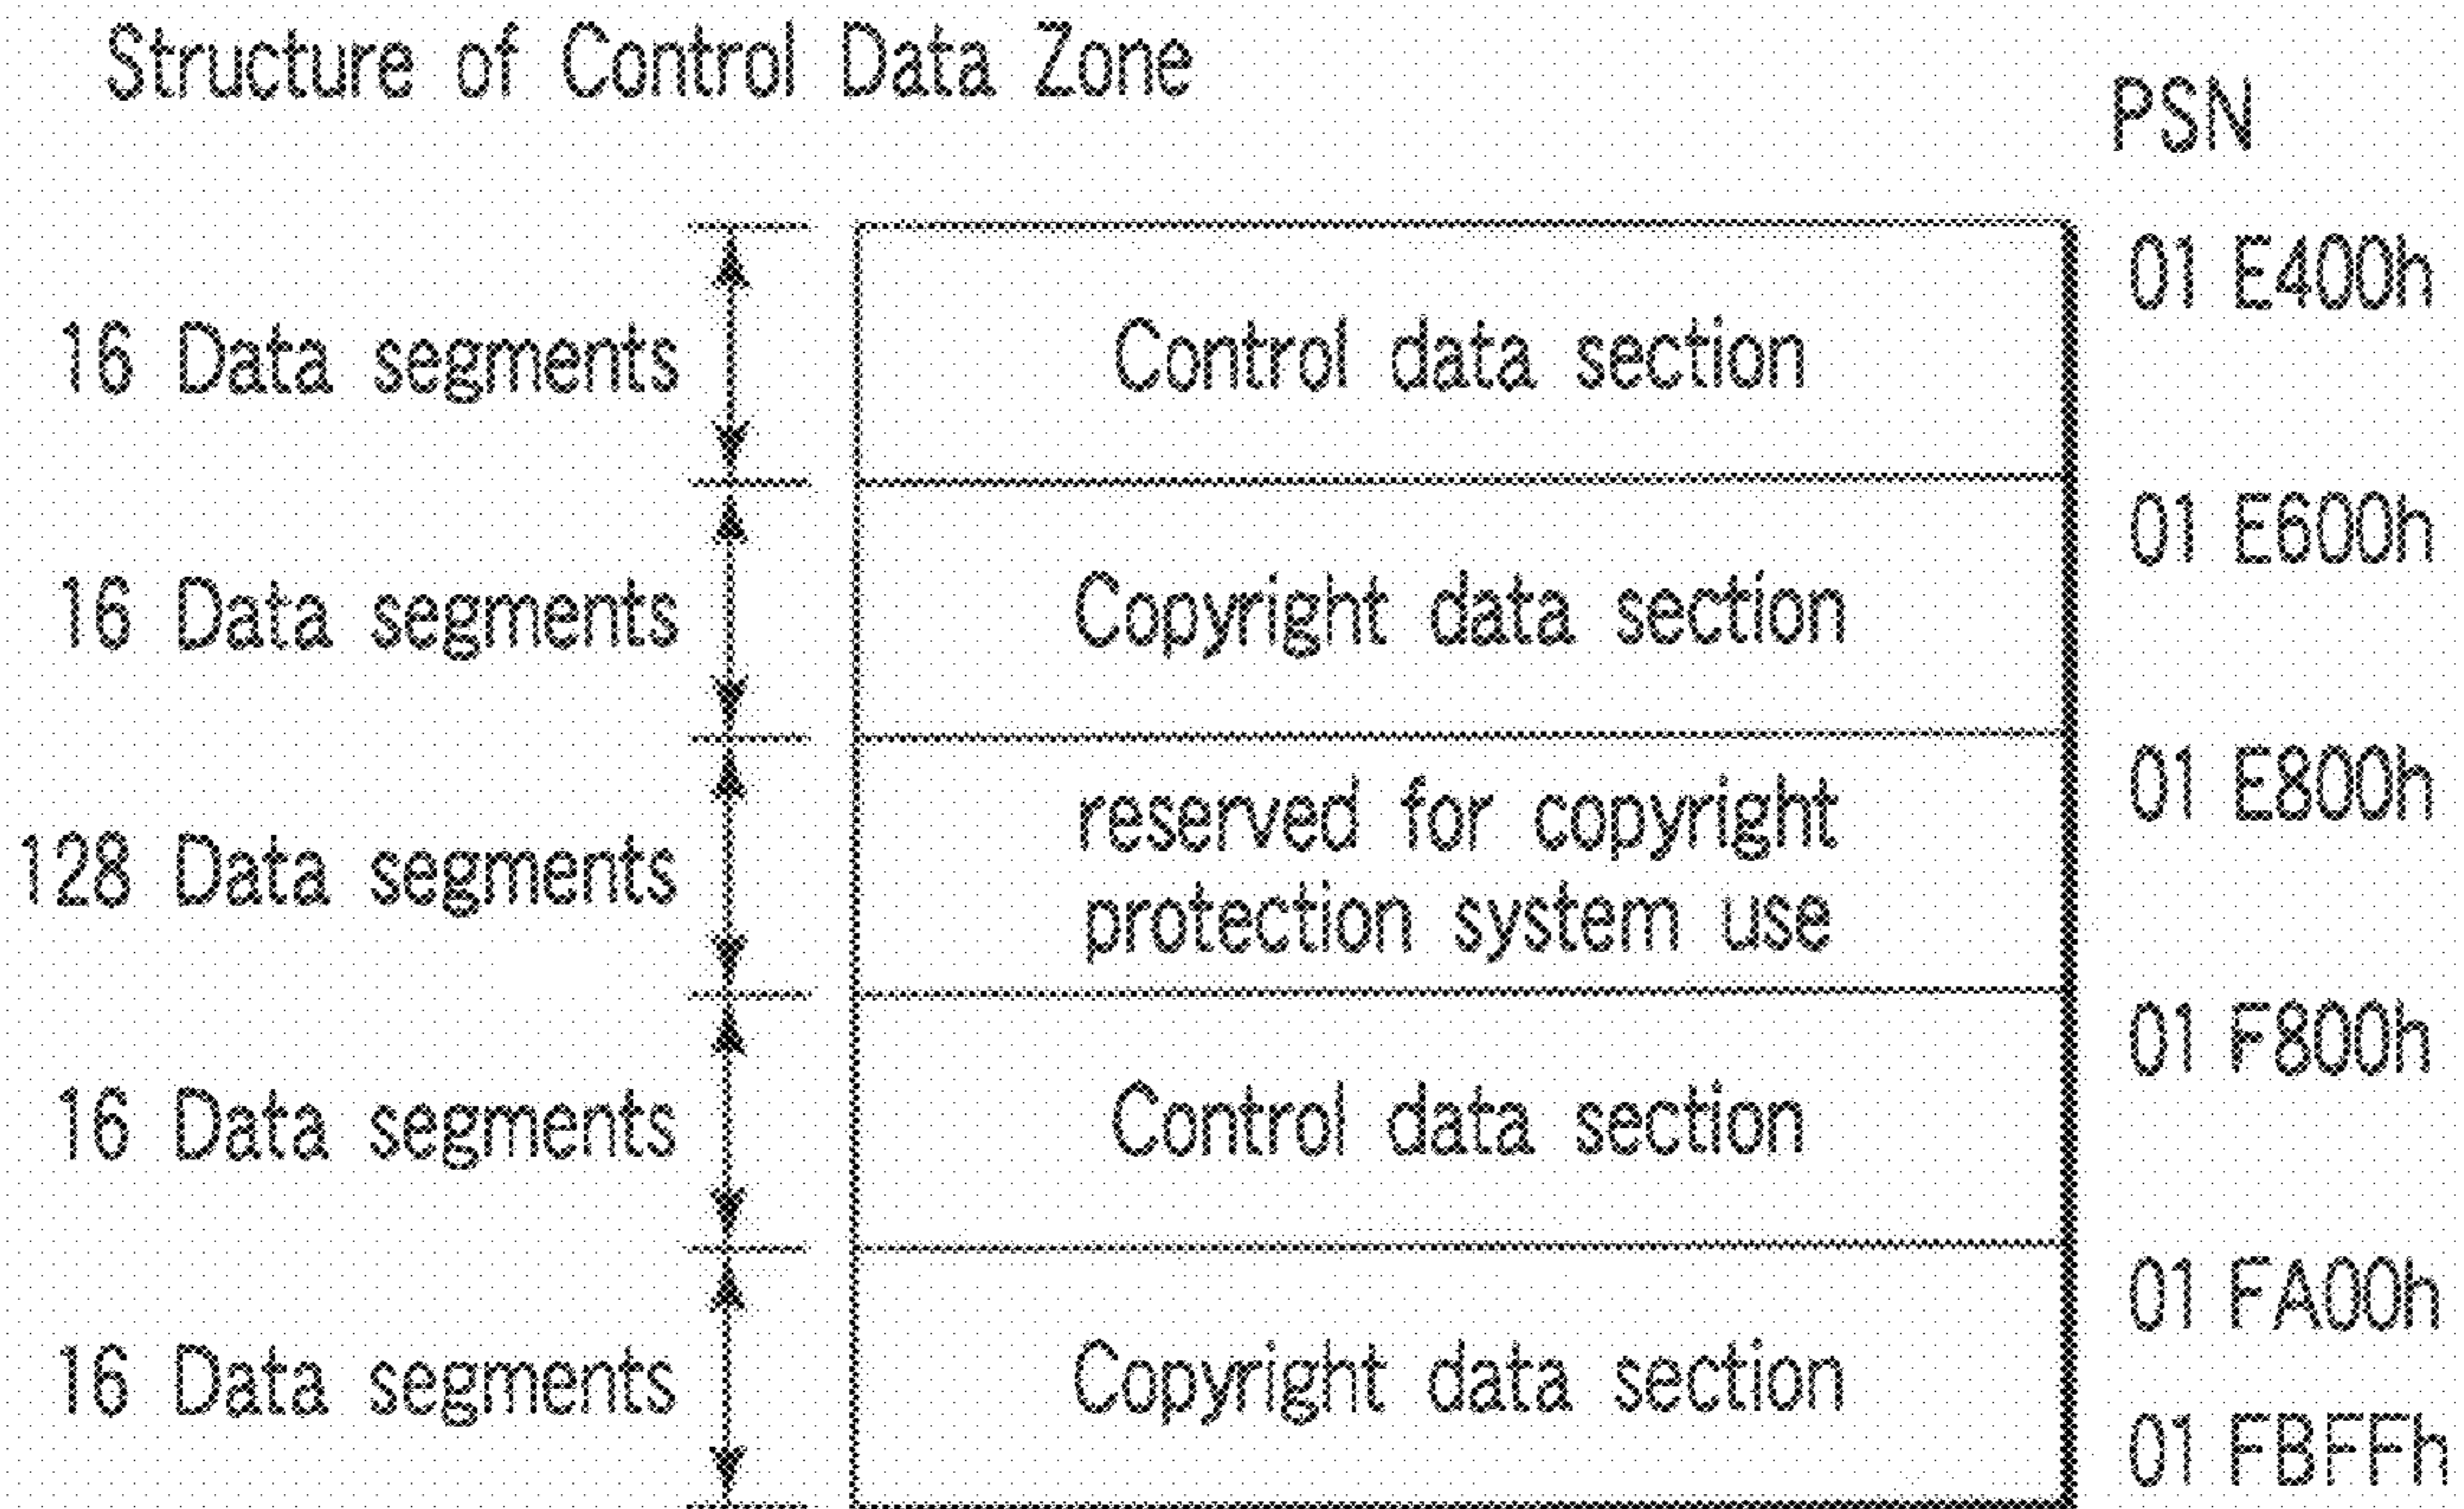 Structure of Control Data Zone
PSN
01 E400h
16 Data segments
Control data section
01 E600h
16 Data segments
Copyright data section
01 E800h
128 Data segments
reserved for copyright
protection system use
01 F800h
16 Data segments
Control data section
01 FA00h
16 Data segments
Copyright data section
01 FBFFh